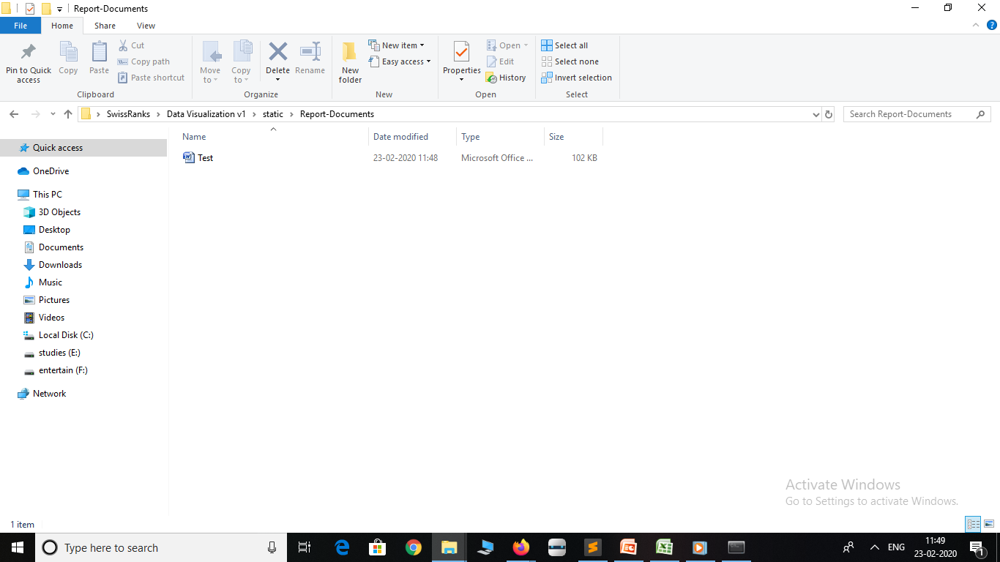 Report-Documents
File Home Share View
Pin to Quick access
Copy
Paste
Cut
Copy path
Paste shortcut
Clipboard
Move to
Copy to
Delete
Rename
Organize
New folder
New item
Easy access
New
Properties
Open
Edit
History
Open
Select all
Select none
Invert selection
Select
SwissRanks > Data Visualization v1 > static > Report-Documents
Search Report-Documents
Name Date modified Type Size
Test 23-02-2020 11:48 Microsoft Office ... 102 KB
Quick access
OneDrive
This PC
3D Objects
Desktop
Documents
Downloads
Music
Pictures
Videos
Local Disk (C:)
studies (E:)
entertain (F:)
Network
Activate Windows
Go to Settings to activate Windows.
1 item
Type here to search
ENG
11:49
23-02-2020
1